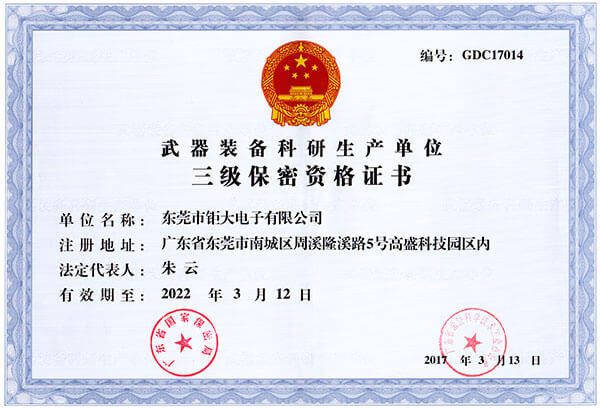 编号：GDC17014
武器装备科研生产单位
三级保密资格证书
单位名称：东莞市钜大电子有限公司
注册地址：广东省东莞市南城区周溪隆溪路5号高盛科技园区内
法定代表人：朱云
有效期至：2022 年 3 月 12 日
广东省国家保密局
2017 年 3 月 13 日